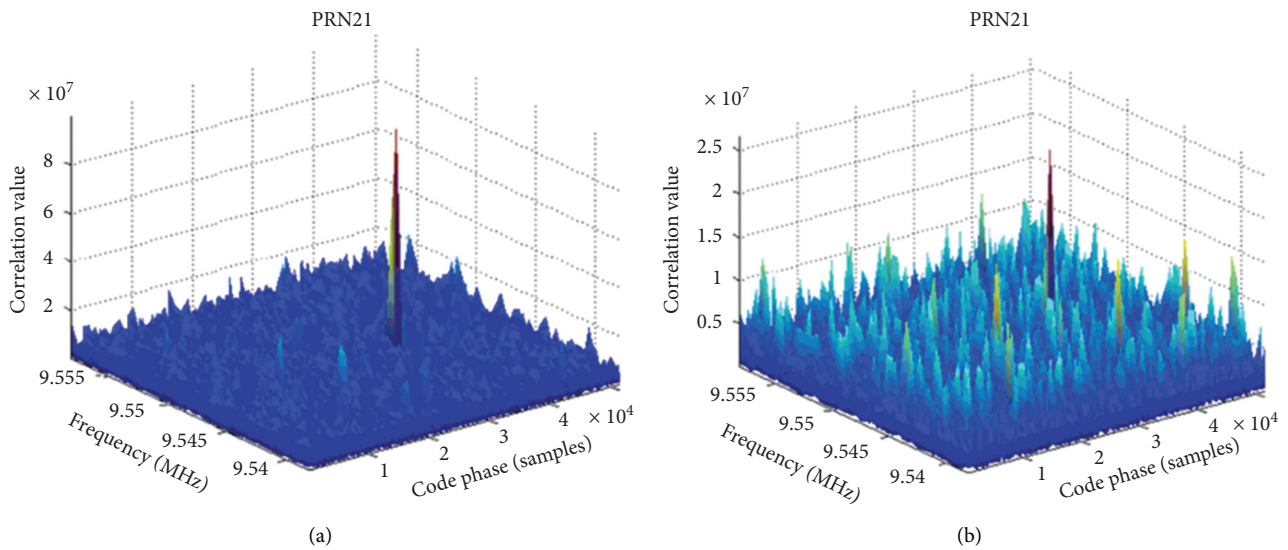 PRN21
× 10⁷
8
6
4
2
Correlation value
9.555
9.55
9.545
9.54
Frequency (MHz)
1
2
3
4
× 10⁴
Code phase (samples)
(a)
PRN21
× 10⁷
2.5
2
1.5
1
0.5
Correlation value
9.555
9.55
9.545
9.54
Frequency (MHz)
1
2
3
4
× 10⁴
Code phase (samples)
(b)